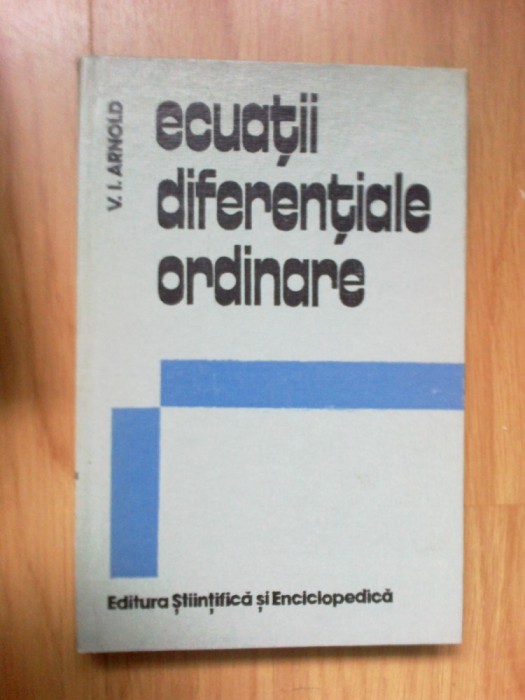 V. I. ARNOLD
ecuaţii
diferenţiale
ordinare
Editura Ştiinţifică şi Enciclopedică